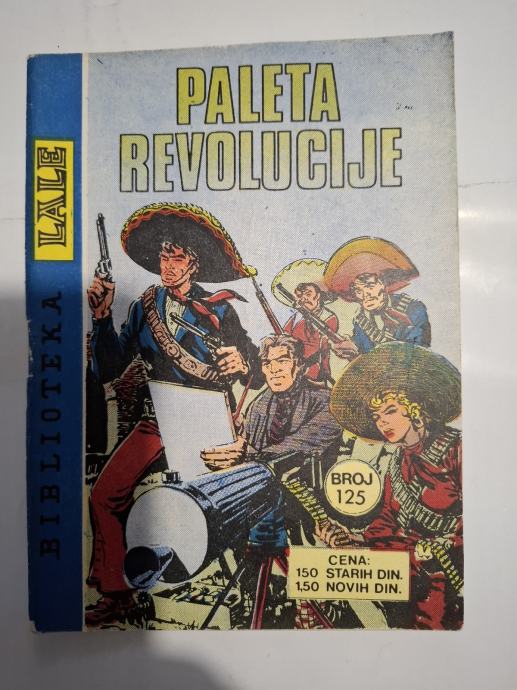 PALETA
REVOLUCIJE
BIBLIOTEKA LALE
BROJ
125
CENA:
150 STARIH DIN.
1,50 NOVIH DIN.